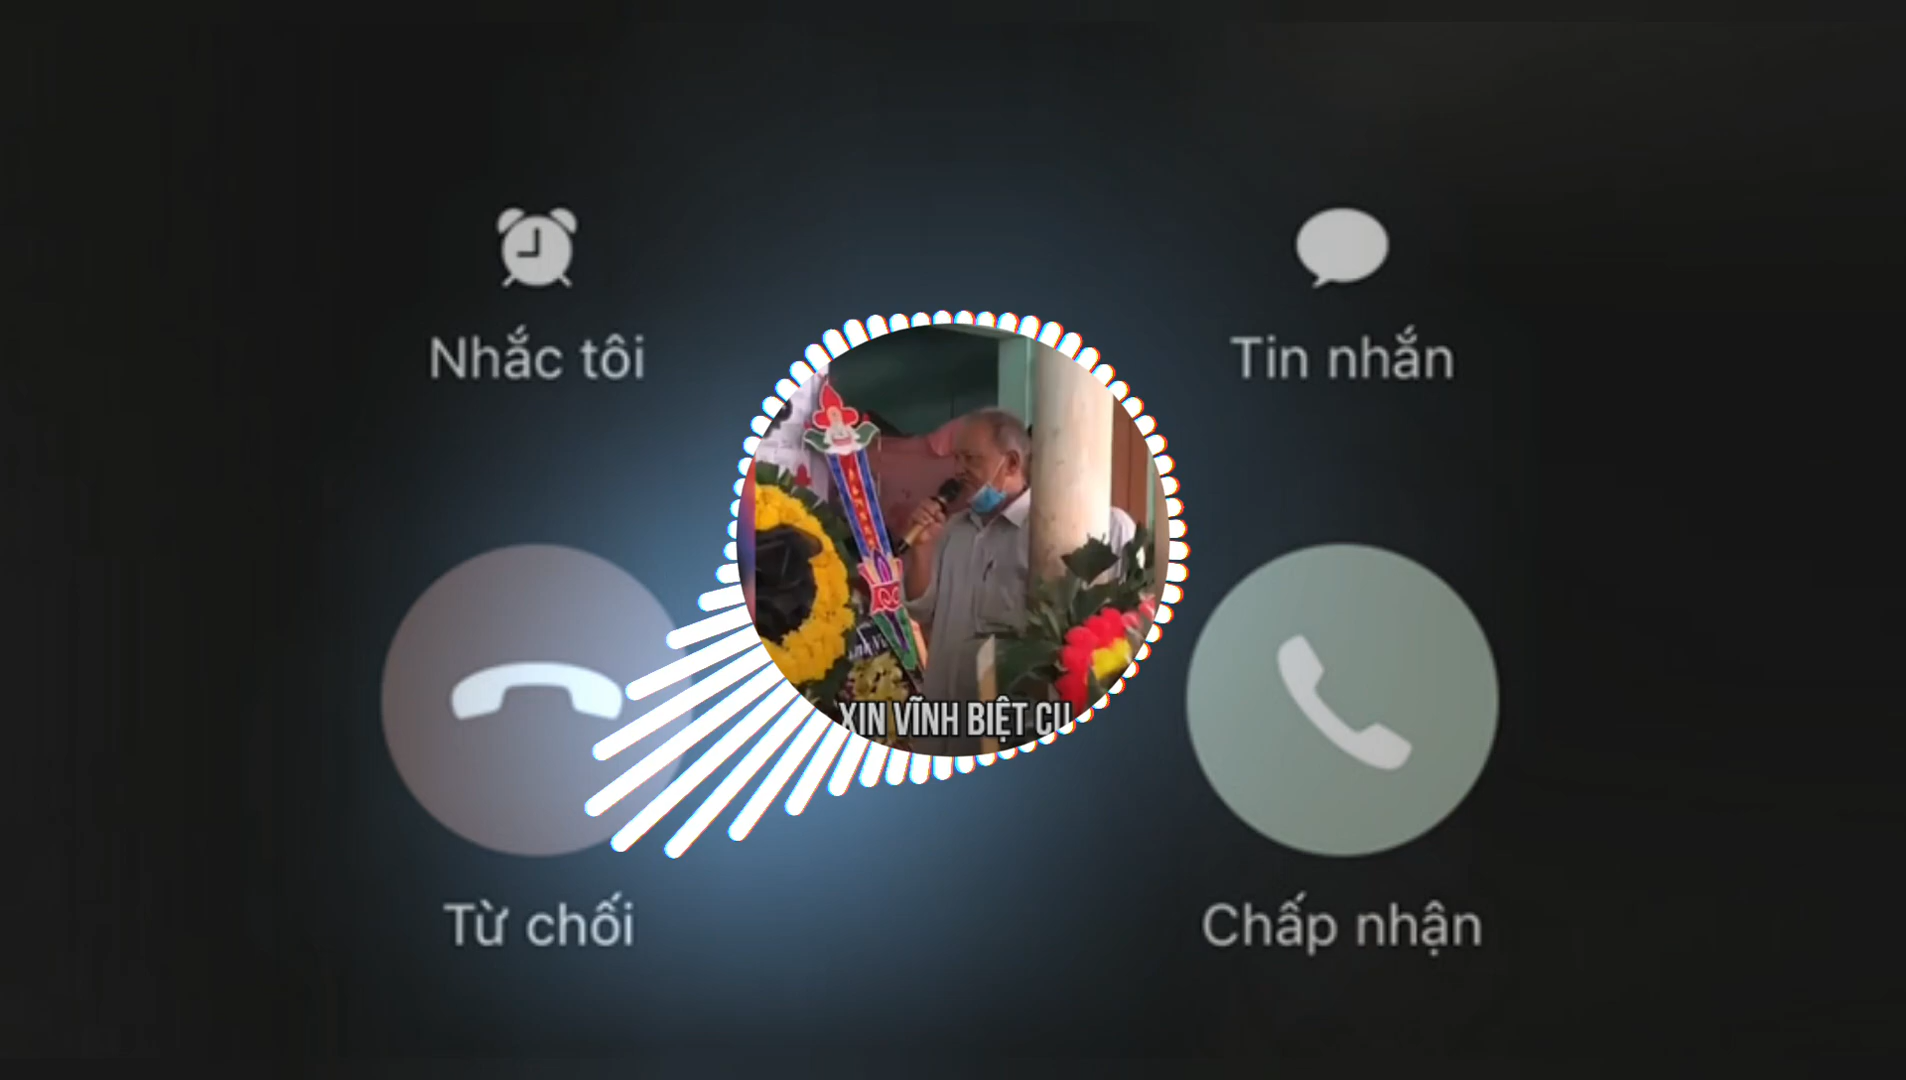 Nhắc tôi
Tin nhắn
XIN VĨNH BIỆT CỤ
Từ chối
Chấp nhận